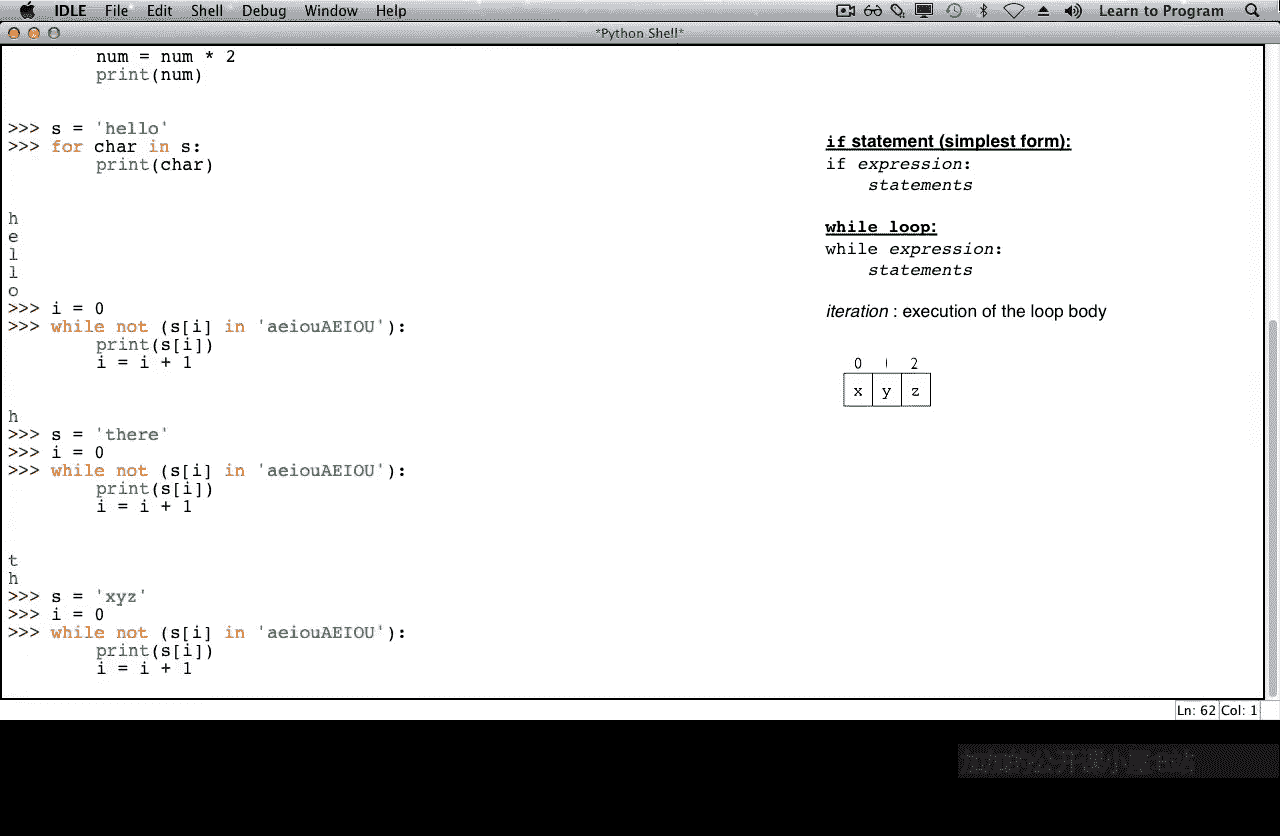 IDLE File Edit Shell Debug Window Help Learn to Program
*Python Shell*
num = num * 2
print(num)
>>> s = 'hello'
>>> for char in s:
print(char)
h
e
l
l
o
>>> i = 0
>>> while not (s[i] in 'aeiouAEIOU'):
print(s[i])
i = i + 1
h
>>> s = 'there'
>>> i = 0
>>> while not (s[i] in 'aeiouAEIOU'):
print(s[i])
i = i + 1
t
h
>>> s = 'xyz'
>>> i = 0
>>> while not (s[i] in 'aeiouAEIOU'):
print(s[i])
i = i + 1
if statement (simplest form):
if expression:
statements
while loop:
while expression:
statements
iteration : execution of the loop body
0 1 2
x y z
Ln: 62 Col: 1